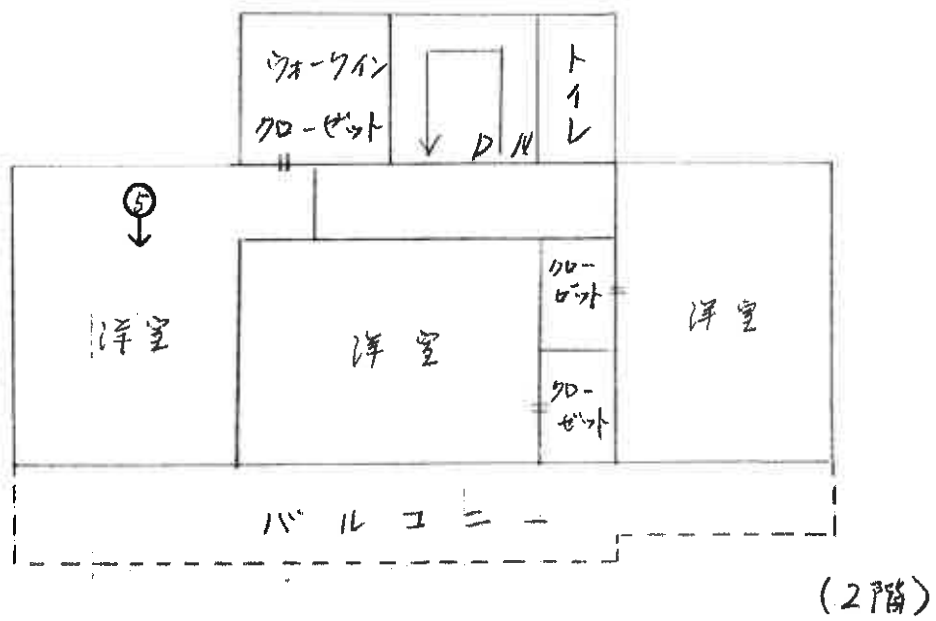 ウォークイン
クローゼット
DN
トイレ
⑤
洋室
洋室
クロー
ゼット
クロー
ゼット
洋室
バルコニー
(2階)